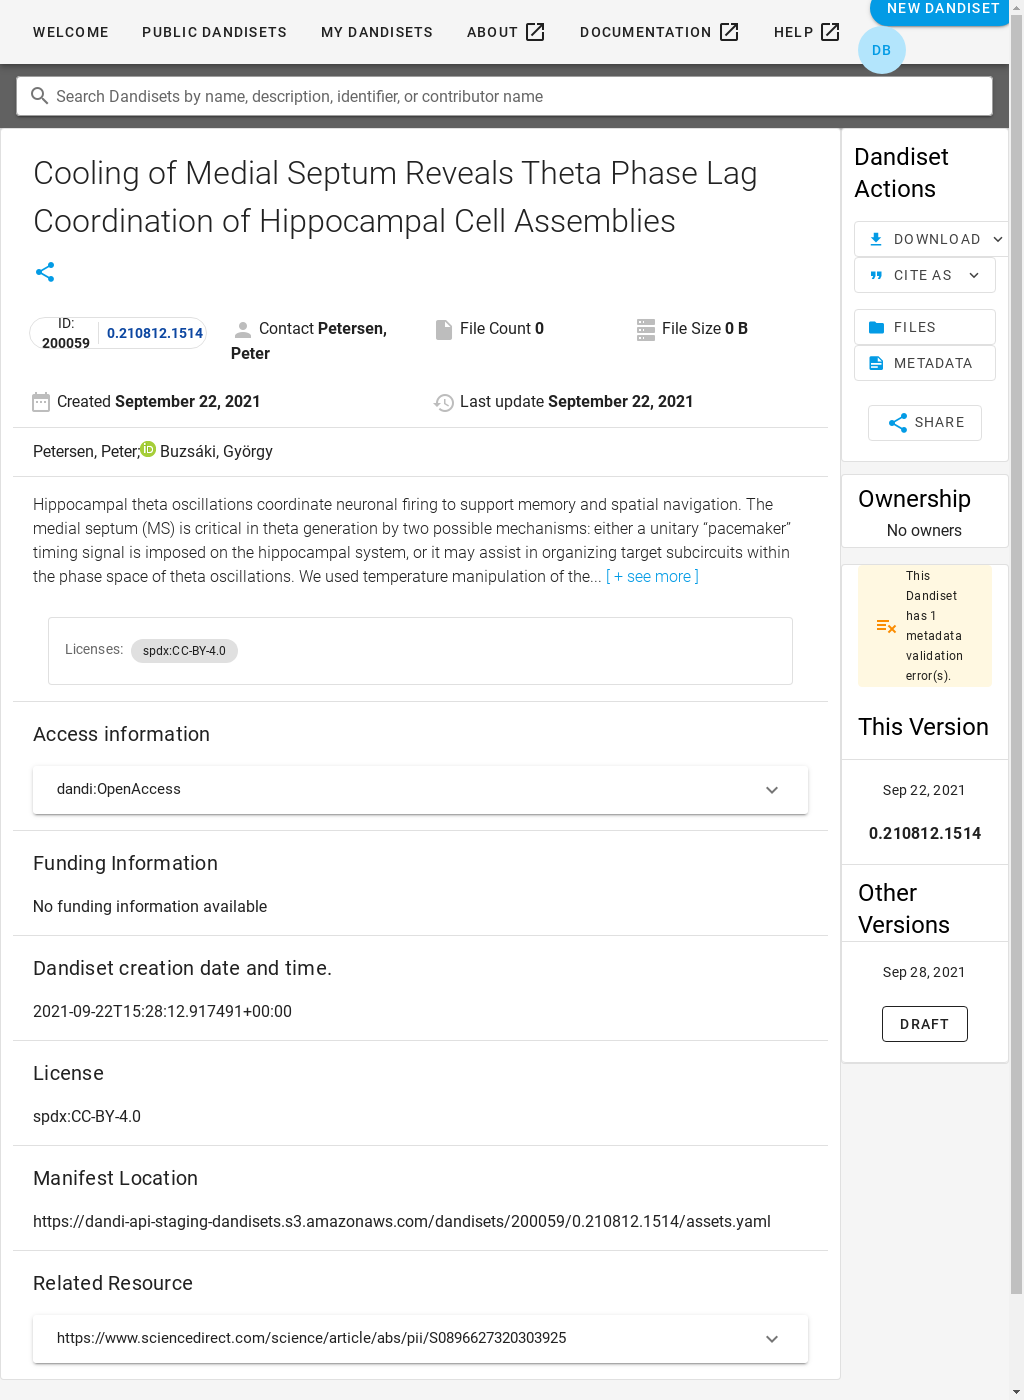 WELCOME PUBLIC DANDISETS MY DANDISETS ABOUT DOCUMENTATION HELP NEW DANDISET
DB
Search Dandisets by name, description, identifier, or contributor name
Cooling of Medial Septum Reveals Theta Phase Lag
Coordination of Hippocampal Cell Assemblies
ID:
200059
0.210812.1514
Contact Petersen,
Peter
File Count 0
File Size 0 B
Created September 22, 2021
Last update September 22, 2021
Petersen, Peter; Buzsáki, György
Hippocampal theta oscillations coordinate neuronal firing to support memory and spatial navigation. The
medial septum (MS) is critical in theta generation by two possible mechanisms: either a unitary “pacemaker”
timing signal is imposed on the hippocampal system, or it may assist in organizing target subcircuits within
the phase space of theta oscillations. We used temperature manipulation of the... [ + see more ]
Licenses: spdx:CC-BY-4.0
Access information
dandi:OpenAccess
Funding Information
No funding information available
Dandiset creation date and time.
2021-09-22T15:28:12.917491+00:00
License
spdx:CC-BY-4.0
Manifest Location
https://dandi-api-staging-dandisets.s3.amazonaws.com/dandisets/200059/0.210812.1514/assets.yaml
Related Resource
https://www.sciencedirect.com/science/article/abs/pii/S0896627320303925
Dandiset
Actions
DOWNLOAD
CITE AS
FILES
METADATA
SHARE
Ownership
No owners
This
Dandiset
has 1
metadata
validation
error(s).
This Version
Sep 22, 2021
0.210812.1514
Other
Versions
Sep 28, 2021
DRAFT